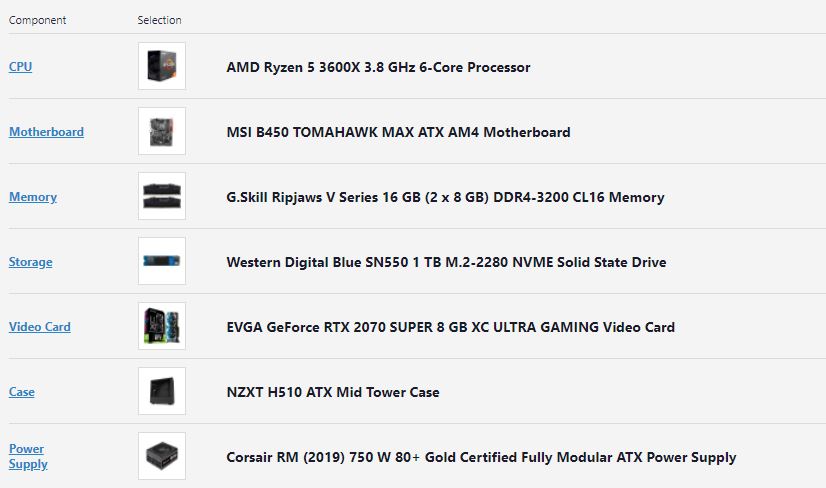 Component Selection
CPU AMD Ryzen 5 3600X 3.8 GHz 6-Core Processor
Motherboard MSI B450 TOMAHAWK MAX ATX AM4 Motherboard
Memory G.Skill Ripjaws V Series 16 GB (2 x 8 GB) DDR4-3200 CL16 Memory
Storage Western Digital Blue SN550 1 TB M.2-2280 NVME Solid State Drive
Video Card EVGA GeForce RTX 2070 SUPER 8 GB XC ULTRA GAMING Video Card
Case NZXT H510 ATX Mid Tower Case
Power
Supply
Corsair RM (2019) 750 W 80+ Gold Certified Fully Modular ATX Power Supply